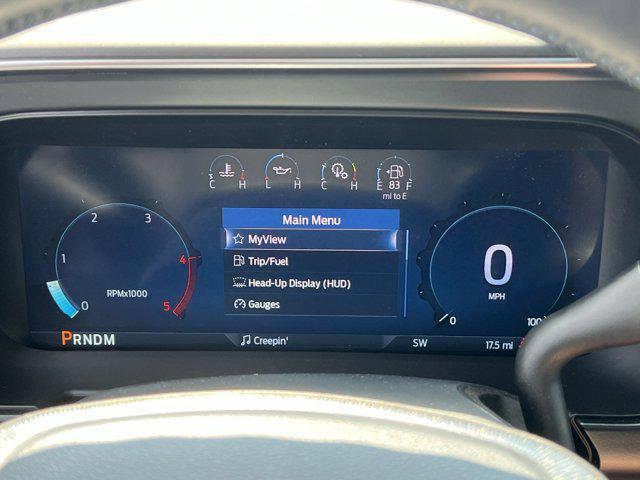 C H L H C H E 83 F
mi to E
Main Menu
MyView
Trip/Fuel
Head-Up Display (HUD)
Gauges
0 1 2 3 4 5
RPMx1000
0
MPH
0 100
PRNDM
Creepin'
SW
17.5 mi